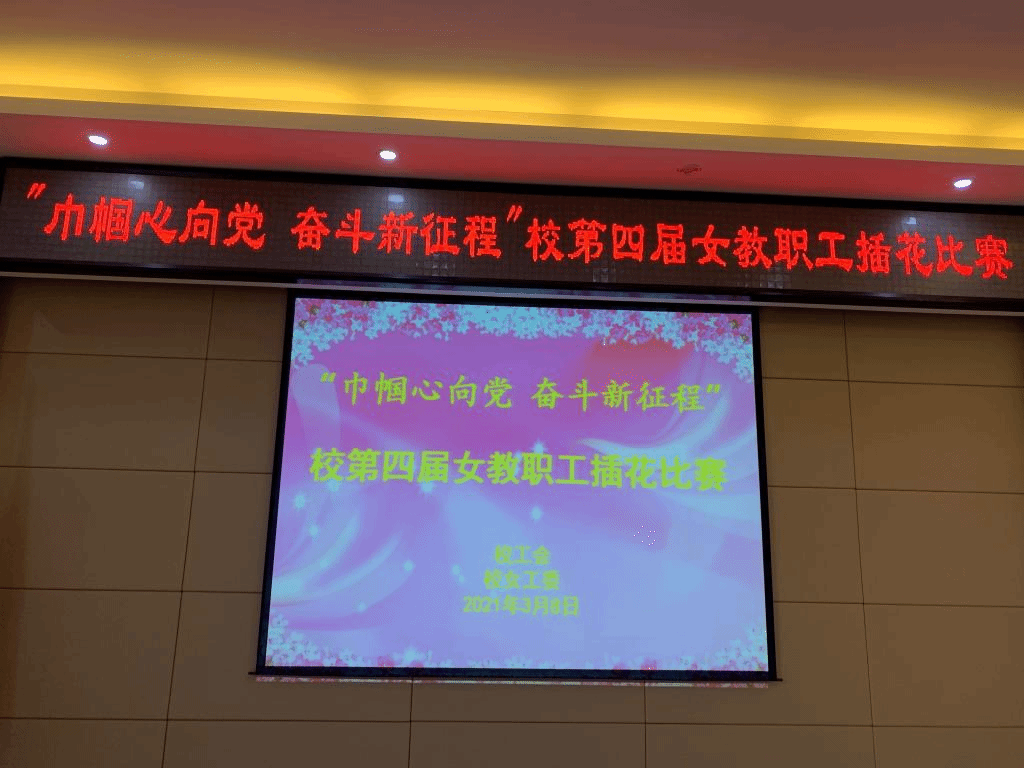 "巾帼心向党 奋斗新征程"校第四届女教职工插花比赛
"巾帼心向党 奋斗新征程"
校第四届女教职工插花比赛
校工会
校女工委
2021年3月8日